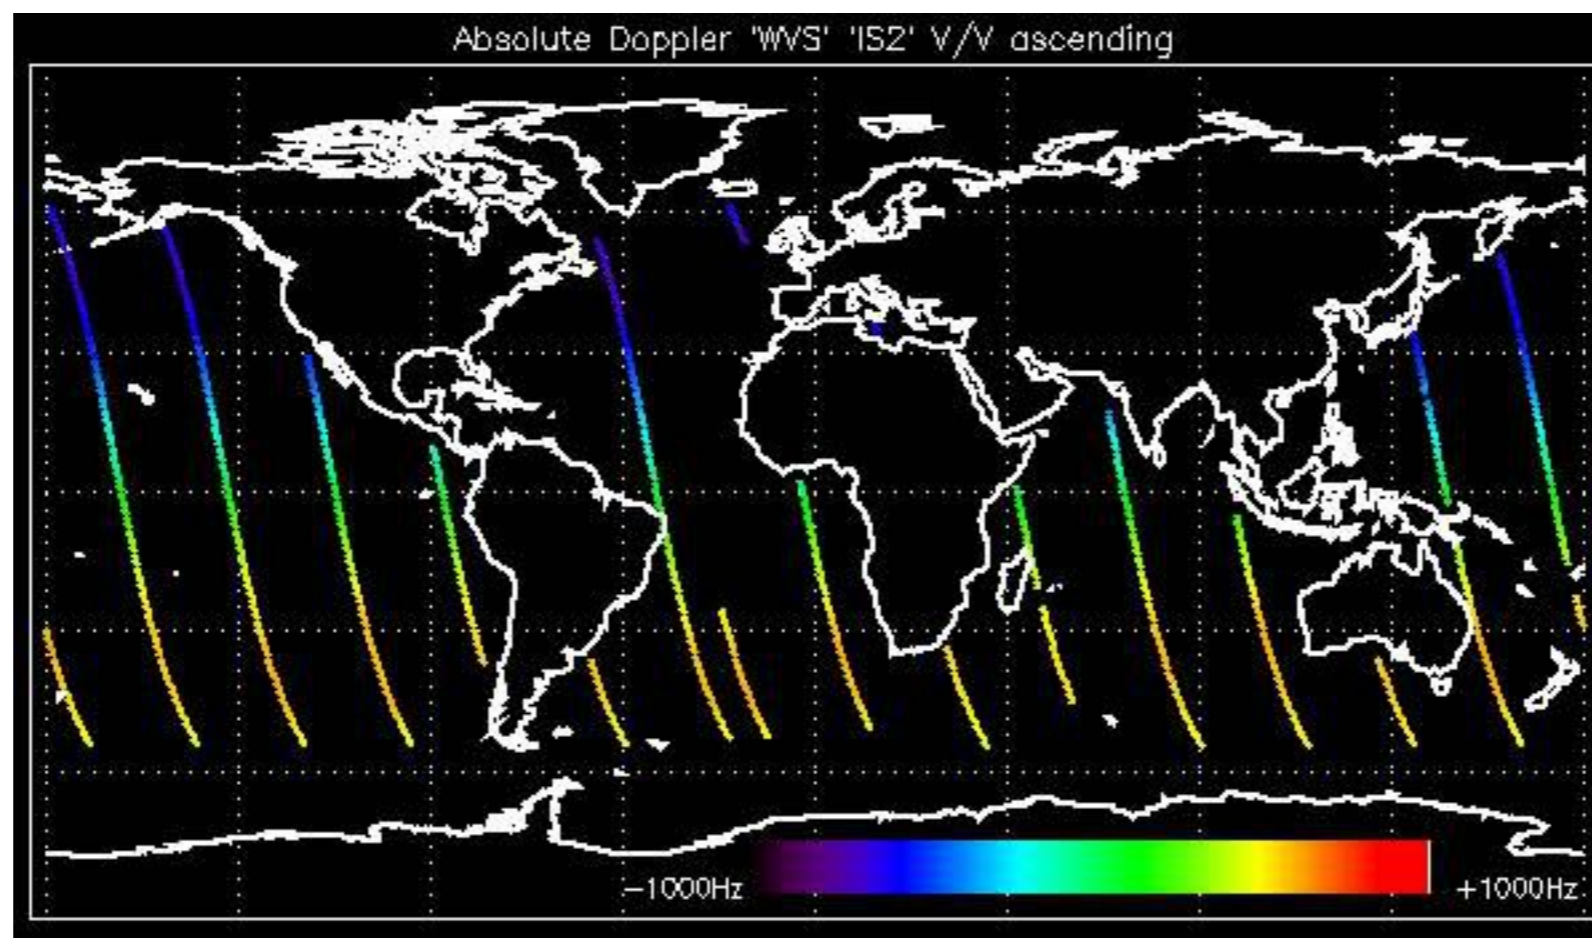 Absolute Doppler 'WVS' 'IS2' V/V ascending
−1000Hz
+1000Hz